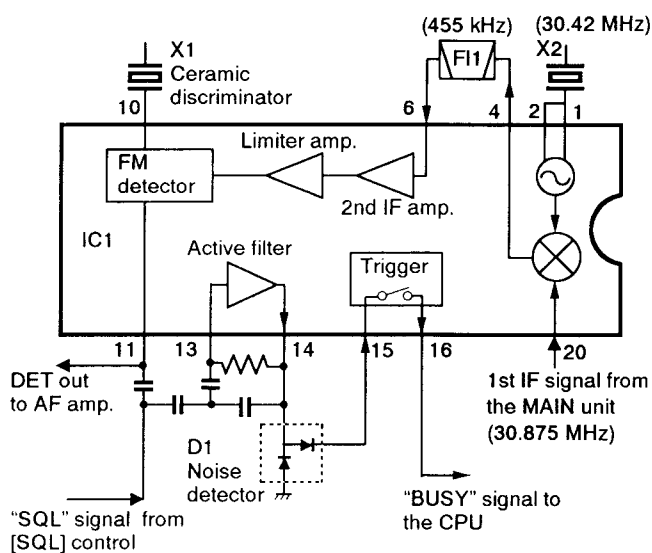 (455 kHz)
(30.42 MHz)
X1
Ceramic
discriminator
FI1
X2
10
6
4
2
1
Limiter amp.
FM
detector
2nd IF amp.
IC1
Active filter
Trigger
11
13
14
15
16
20
DET out
to AF amp.
1st IF signal from
the MAIN unit
(30.875 MHz)
D1
Noise
detector
"SQL" signal from
[SQL] control
"BUSY" signal to
the CPU